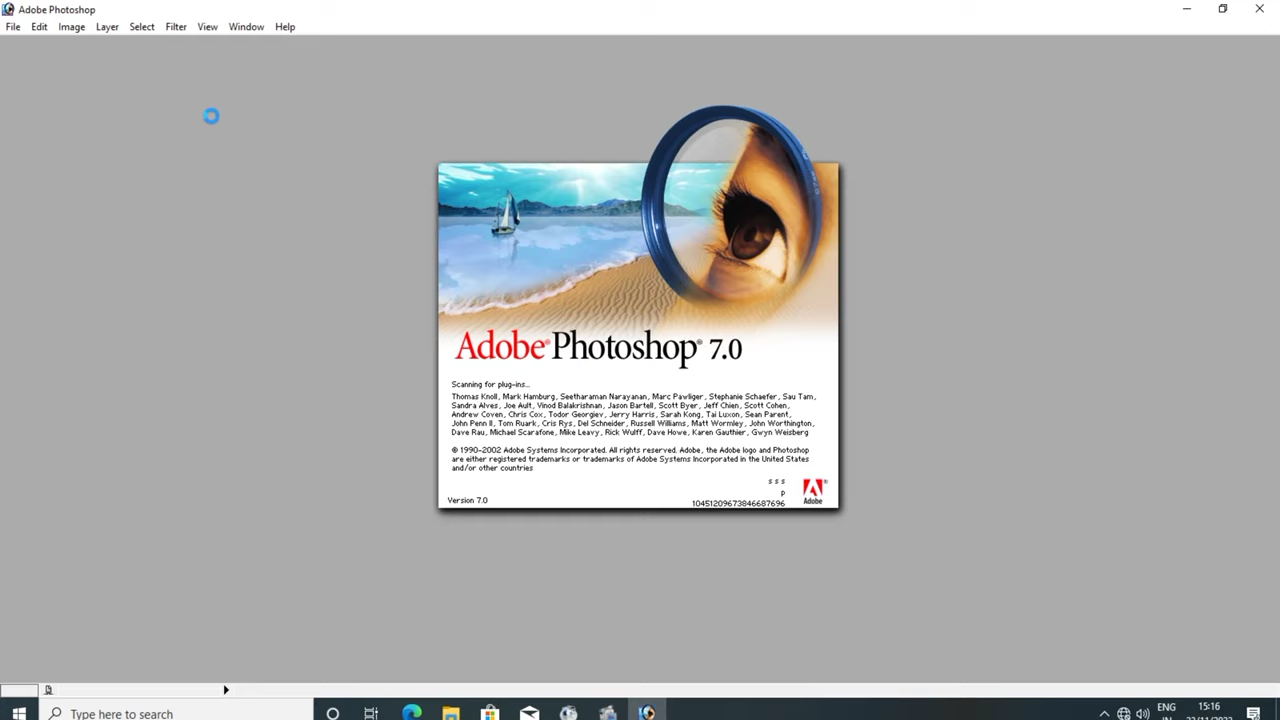 Adobe Photoshop
File Edit Image Layer Select Filter View Window Help
Adobe® Photoshop® 7.0
Scanning for plug-ins...
Thomas Knoll, Mark Hamburg, Seetharaman Narayanan, Marc Pawliger, Stephanie Schaefer, Sau Tam,
Sandra Alves, Joe Ault, Vinod Balakrishnan, Jason Bartell, Scott Byer, Jeff Chien, Scott Cohen,
Andrew Coven, Chris Cox, Todor Georgiev, Jerry Harris, Sarah Kong, Tai Luxon, Sean Parent,
John Penn II, Tom Ruark, Cris Rys, Del Schneider, Russell Williams, Matt Wormley, John Worthington,
Dave Rau, Michael Scarafone, Mike Leavy, Rick Wulff, Dave Howe, Karen Gauthier, Gwyn Weisberg
© 1990-2002 Adobe Systems Incorporated. All rights reserved. Adobe, the Adobe logo and Photoshop
are either registered trademarks or trademarks of Adobe Systems Incorporated in the United States
and/or other countries
s s s
p
Version 7.0
10451209673846687696
Adobe
Type here to search
ENG
IN
15:16